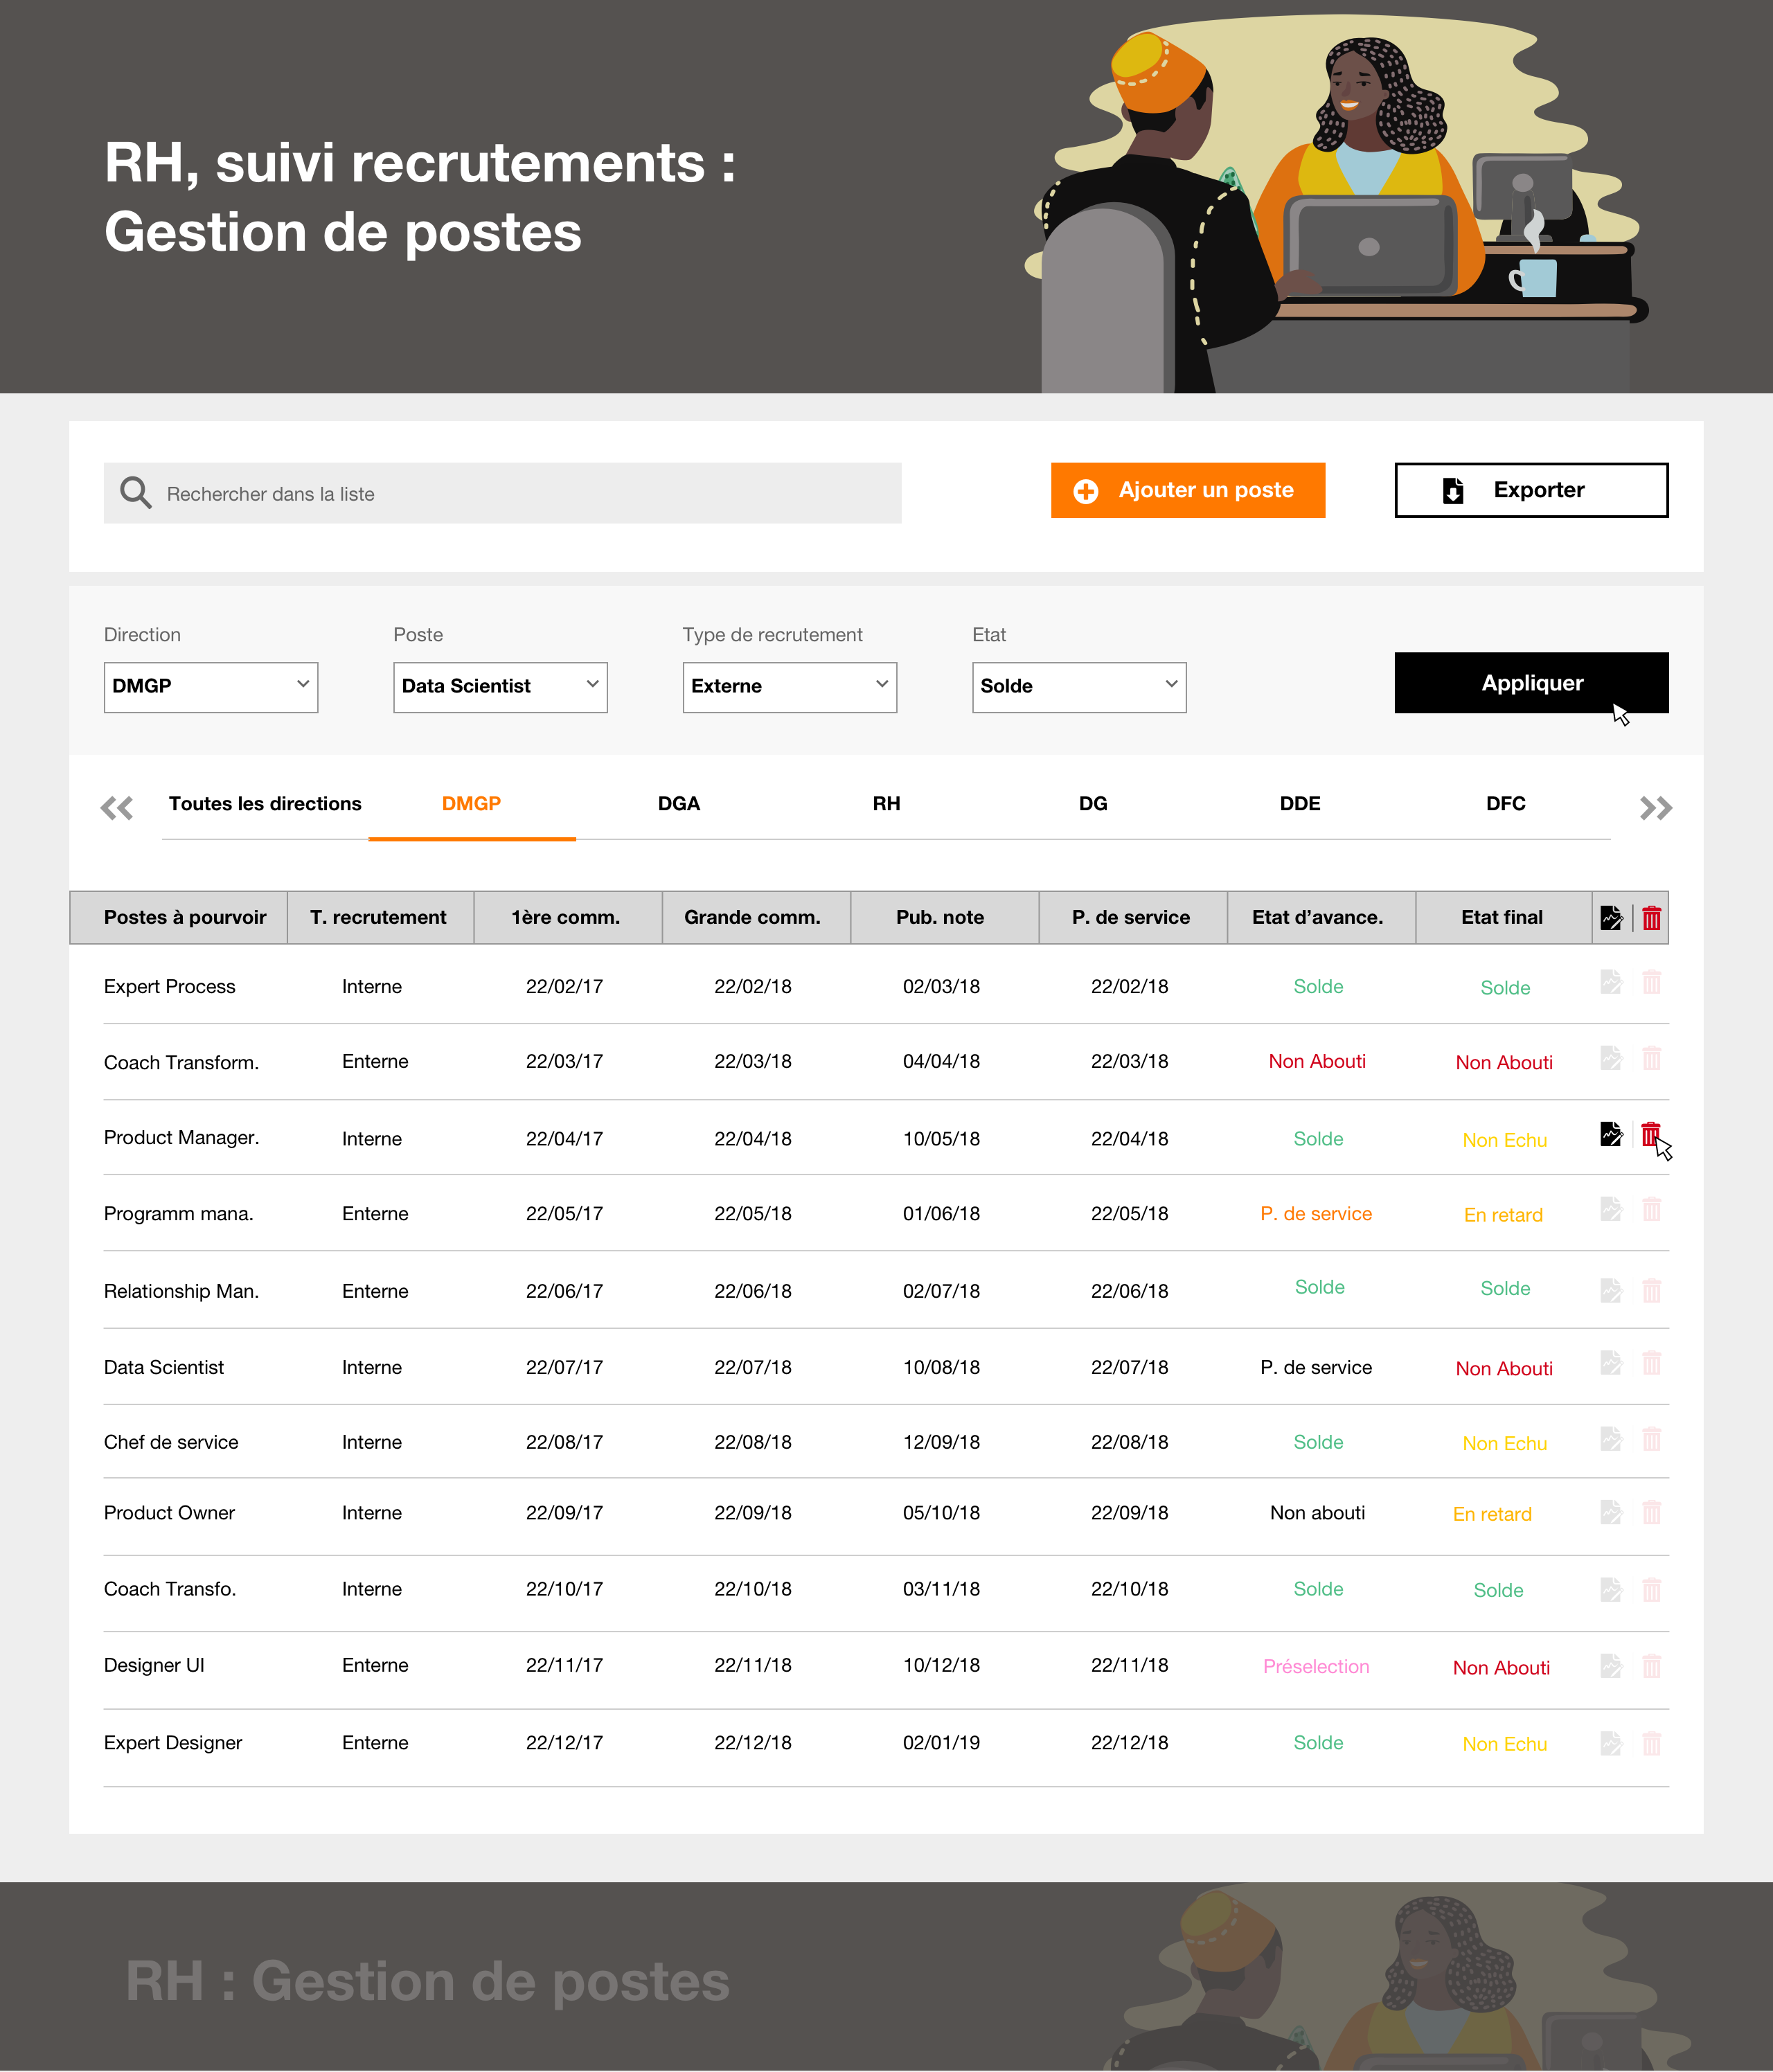 RH, suivi recrutements :
Gestion de postes
Rechercher dans la liste
Ajouter un poste
Exporter
Direction Poste Type de recrutement Etat
DMGP Data Scientist Externe Solde Appliquer
Toutes les directions DMGP DGA RH DG DDE DFC
Postes à pourvoir T. recrutement 1ère comm. Grande comm. Pub. note P. de service Etat d’avance. Etat final
Expert Process Interne 22/02/17 22/02/18 02/03/18 22/02/18 Solde Solde
Coach Transform. Enterne 22/03/17 22/03/18 04/04/18 22/03/18 Non Abouti Non Abouti
Product Manager. Interne 22/04/17 22/04/18 10/05/18 22/04/18 Solde Non Echu
Programm mana. Enterne 22/05/17 22/05/18 01/06/18 22/05/18 P. de service En retard
Relationship Man. Enterne 22/06/17 22/06/18 02/07/18 22/06/18 Solde Solde
Data Scientist Interne 22/07/17 22/07/18 10/08/18 22/07/18 P. de service Non Abouti
Chef de service Interne 22/08/17 22/08/18 12/09/18 22/08/18 Solde Non Echu
Product Owner Interne 22/09/17 22/09/18 05/10/18 22/09/18 Non abouti En retard
Coach Transfo. Interne 22/10/17 22/10/18 03/11/18 22/10/18 Solde Solde
Designer UI Enterne 22/11/17 22/11/18 10/12/18 22/11/18 Préselection Non Abouti
Expert Designer Enterne 22/12/17 22/12/18 02/01/19 22/12/18 Solde Non Echu
RH : Gestion de postes